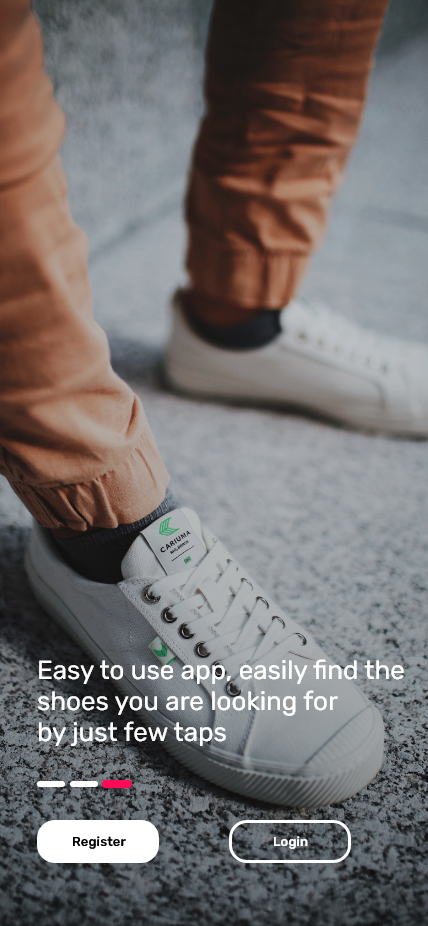 CARIUMA
Easy to use app, easily find the
shoes you are looking for
by just few taps
Register
Login